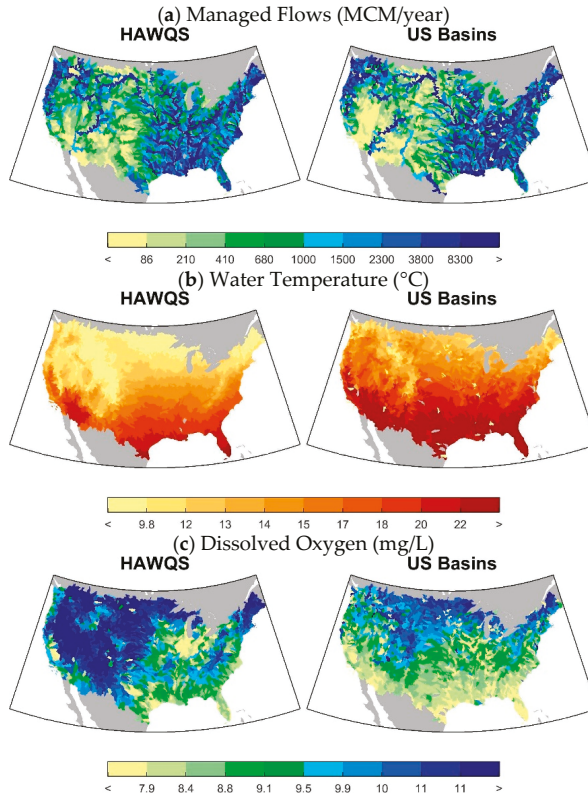 (a) Managed Flows (MCM/year)
HAWQS US Basins
< 86 210 410 680 1000 1500 2300 3800 8300 >
(b) Water Temperature (°C)
HAWQS US Basins
< 9.8 12 13 14 15 17 18 20 22 >
(c) Dissolved Oxygen (mg/L)
HAWQS US Basins
< 7.9 8.4 8.8 9.1 9.5 9.9 10 11 11 >